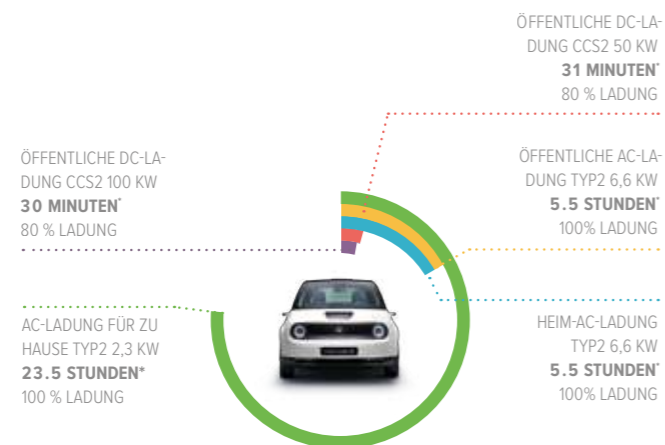 ÖFFENTLICHE DC-LA-
DUNG CCS2 50 KW
31 MINUTEN*
80 % LADUNG
ÖFFENTLICHE DC-LA-
DUNG CCS2 100 KW
30 MINUTEN*
80 % LADUNG
ÖFFENTLICHE AC-LA-
DUNG TYP2 6,6 KW
5.5 STUNDEN*
100% LADUNG
AC-LADUNG FÜR ZU
HAUSE TYP2 2,3 KW
23.5 STUNDEN*
100 % LADUNG
HEIM-AC-LADUNG
TYP2 6,6 KW
5.5 STUNDEN*
100% LADUNG